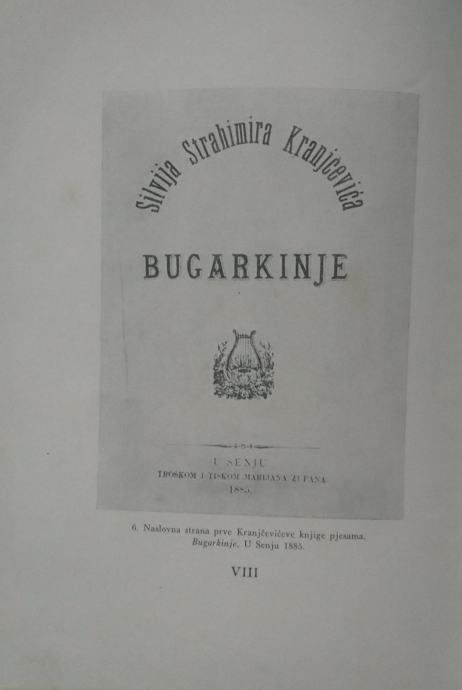 Silvija Strahimira Kranjčevića
BUGARKINJE
U SENJU
TROŠKOM I TISKOM MARIJANA ŽUPANA
1885.
6. Naslovna strana prve Kranjčevićeve knjige pjesama.
Bugarkinje, U Senju 1885.
VIII